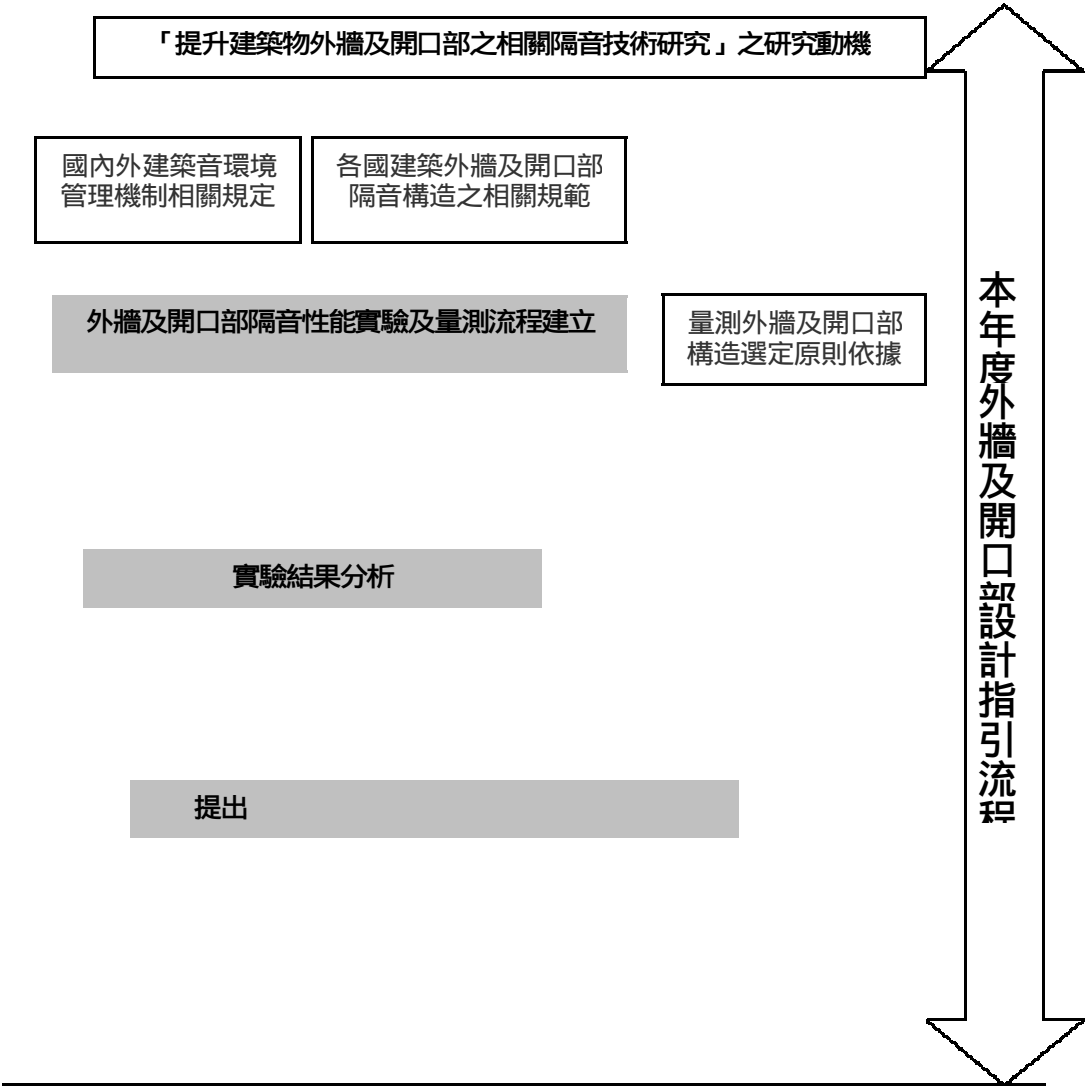 「提升建築物外牆及開口部之相關隔音技術研究」之研究動機
國內外建築音環境
管理機制相關規定
各國建築外牆及開口部
隔音構造之相關規範
外牆及開口部隔音性能實驗及量測流程建立
量測外牆及開口部
構造選定原則依據
實驗結果分析
提出
本年度外牆及開口部設計指引流程